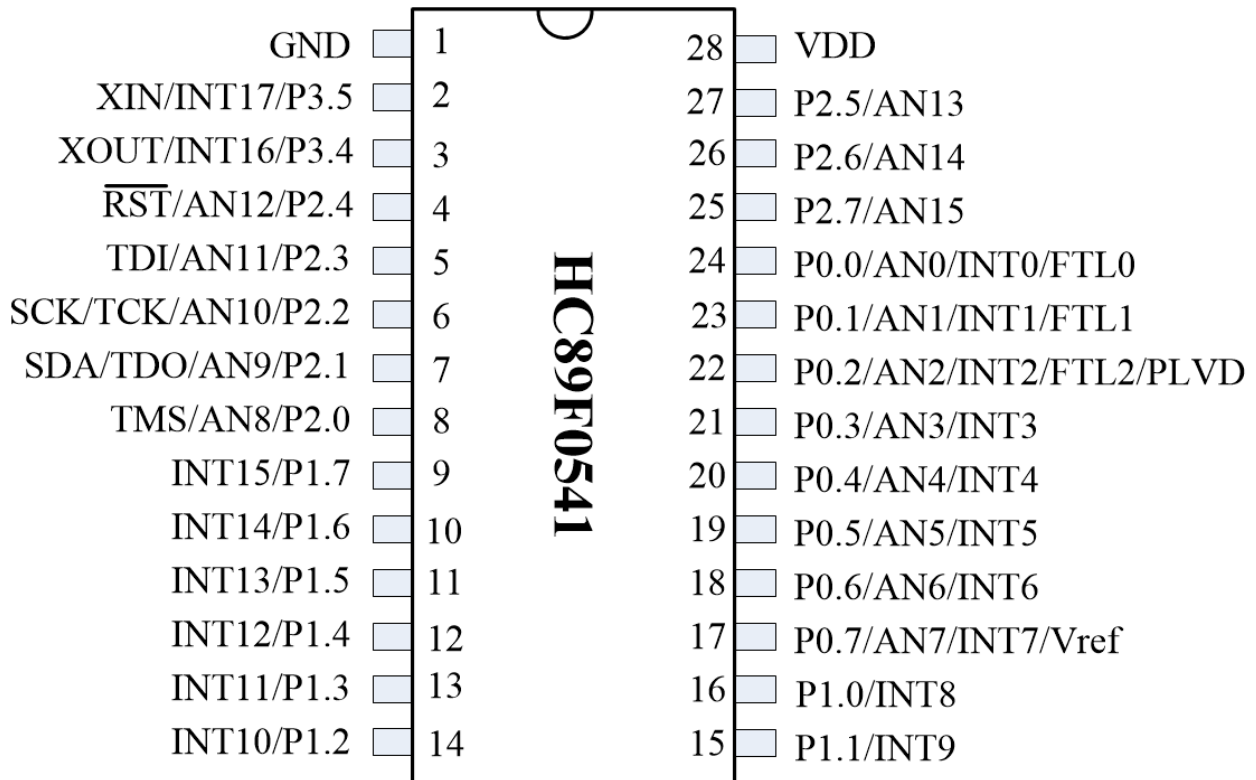 GND 1
XIN/INT17/P3.5 2
XOUT/INT16/P3.4 3
RST/AN12/P2.4 4
TDI/AN11/P2.3 5
SCK/TCK/AN10/P2.2 6
SDA/TDO/AN9/P2.1 7
TMS/AN8/P2.0 8
INT15/P1.7 9
INT14/P1.6 10
INT13/P1.5 11
INT12/P1.4 12
INT11/P1.3 13
INT10/P1.2 14
HC89F0541
28 VDD
27 P2.5/AN13
26 P2.6/AN14
25 P2.7/AN15
24 P0.0/AN0/INT0/FTL0
23 P0.1/AN1/INT1/FTL1
22 P0.2/AN2/INT2/FTL2/PLVD
21 P0.3/AN3/INT3
20 P0.4/AN4/INT4
19 P0.5/AN5/INT5
18 P0.6/AN6/INT6
17 P0.7/AN7/INT7/Vref
16 P1.0/INT8
15 P1.1/INT9